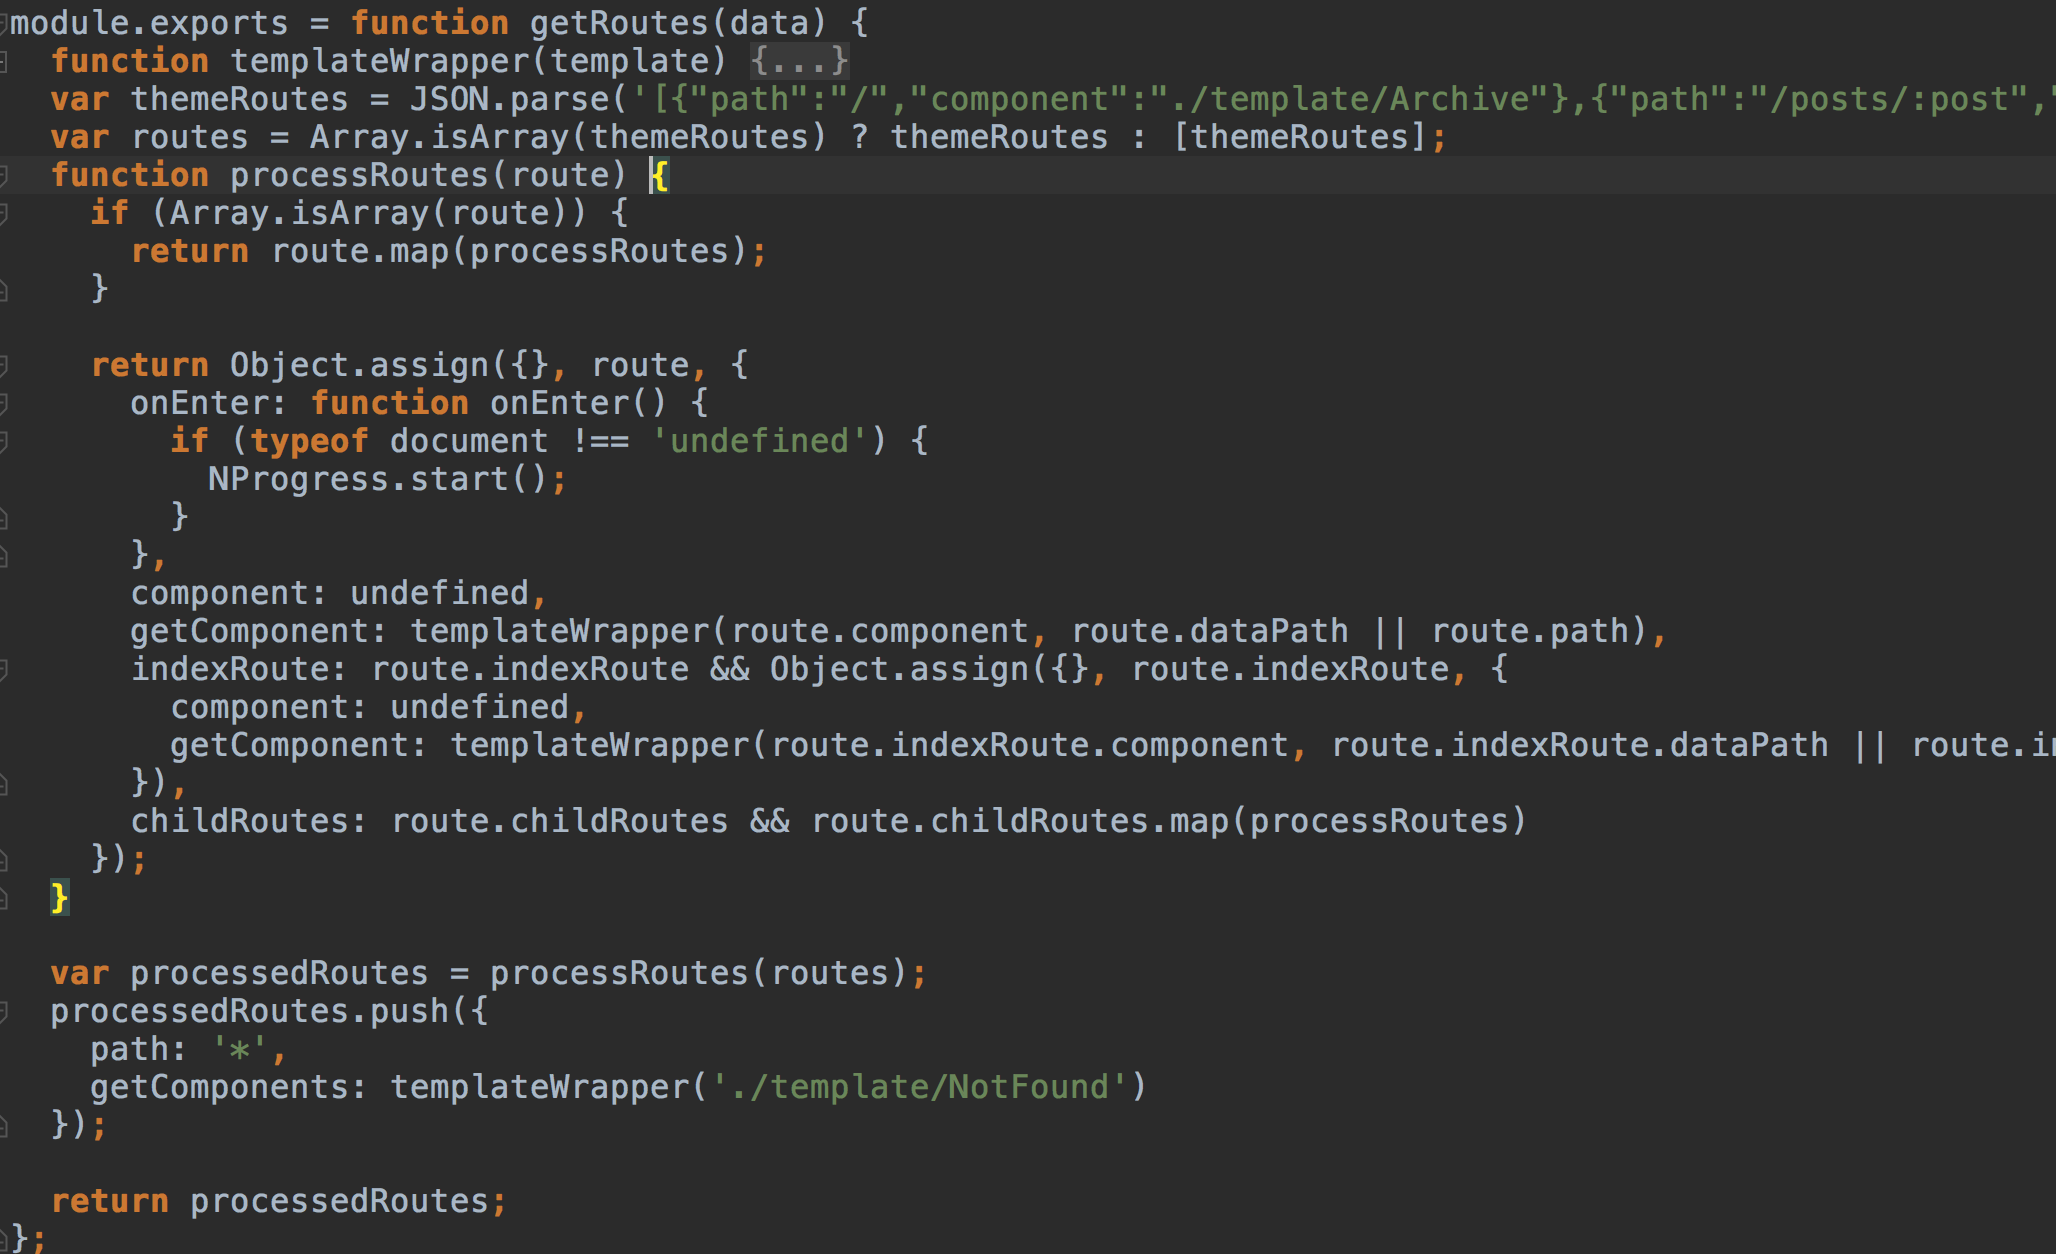 module.exports = function getRoutes(data) {
  function templateWrapper(template) {...}
  var themeRoutes = JSON.parse('[{"path":"/","component":"./template/Archive"},{"path":"/posts/:post","
  var routes = Array.isArray(themeRoutes) ? themeRoutes : [themeRoutes];
  function processRoutes(route) {
    if (Array.isArray(route)) {
      return route.map(processRoutes);
    }

    return Object.assign({}, route, {
      onEnter: function onEnter() {
        if (typeof document !== 'undefined') {
          NProgress.start();
        }
      },
      component: undefined,
      getComponent: templateWrapper(route.component, route.dataPath || route.path),
      indexRoute: route.indexRoute && Object.assign({}, route.indexRoute, {
        component: undefined,
        getComponent: templateWrapper(route.indexRoute.component, route.indexRoute.dataPath || route.in
      }),
      childRoutes: route.childRoutes && route.childRoutes.map(processRoutes)
    });
  }

  var processedRoutes = processRoutes(routes);
  processedRoutes.push({
    path: '*',
    getComponents: templateWrapper('./template/NotFound')
  });

  return processedRoutes;
};